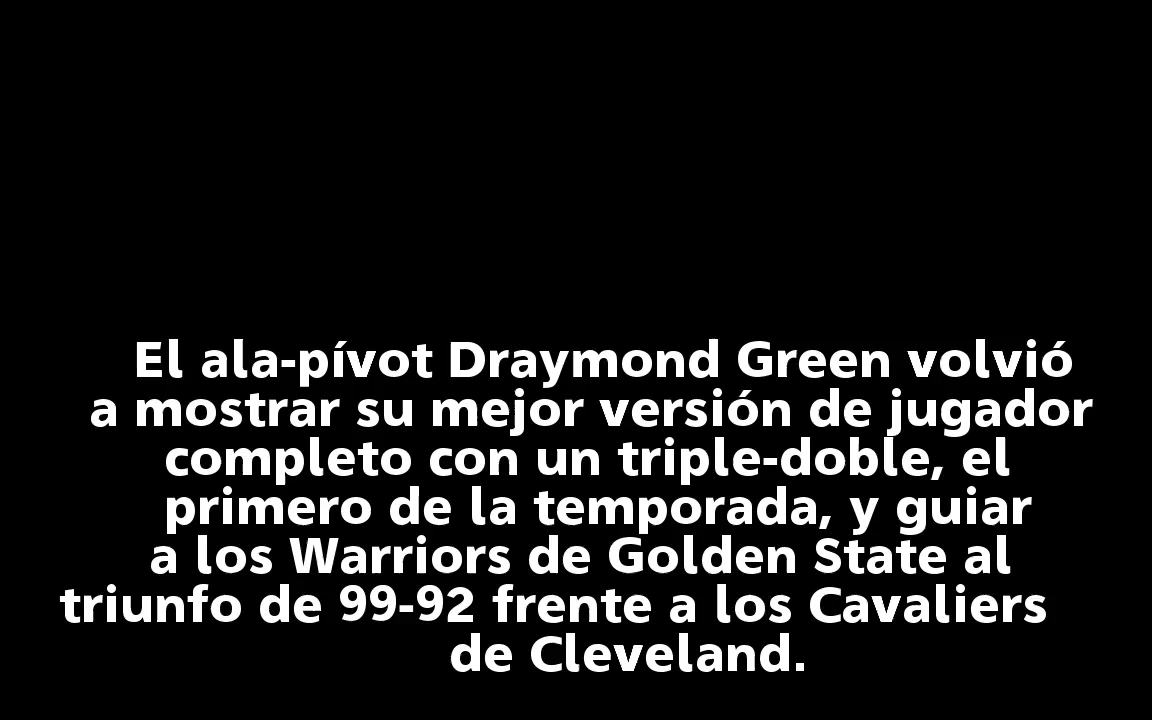 El ala-pívot Draymond Green volvió
a mostrar su mejor versión de jugador
completo con un triple-doble, el
primero de la temporada, y guiar
a los Warriors de Golden State al
triunfo de 99-92 frente a los Cavaliers
de Cleveland.